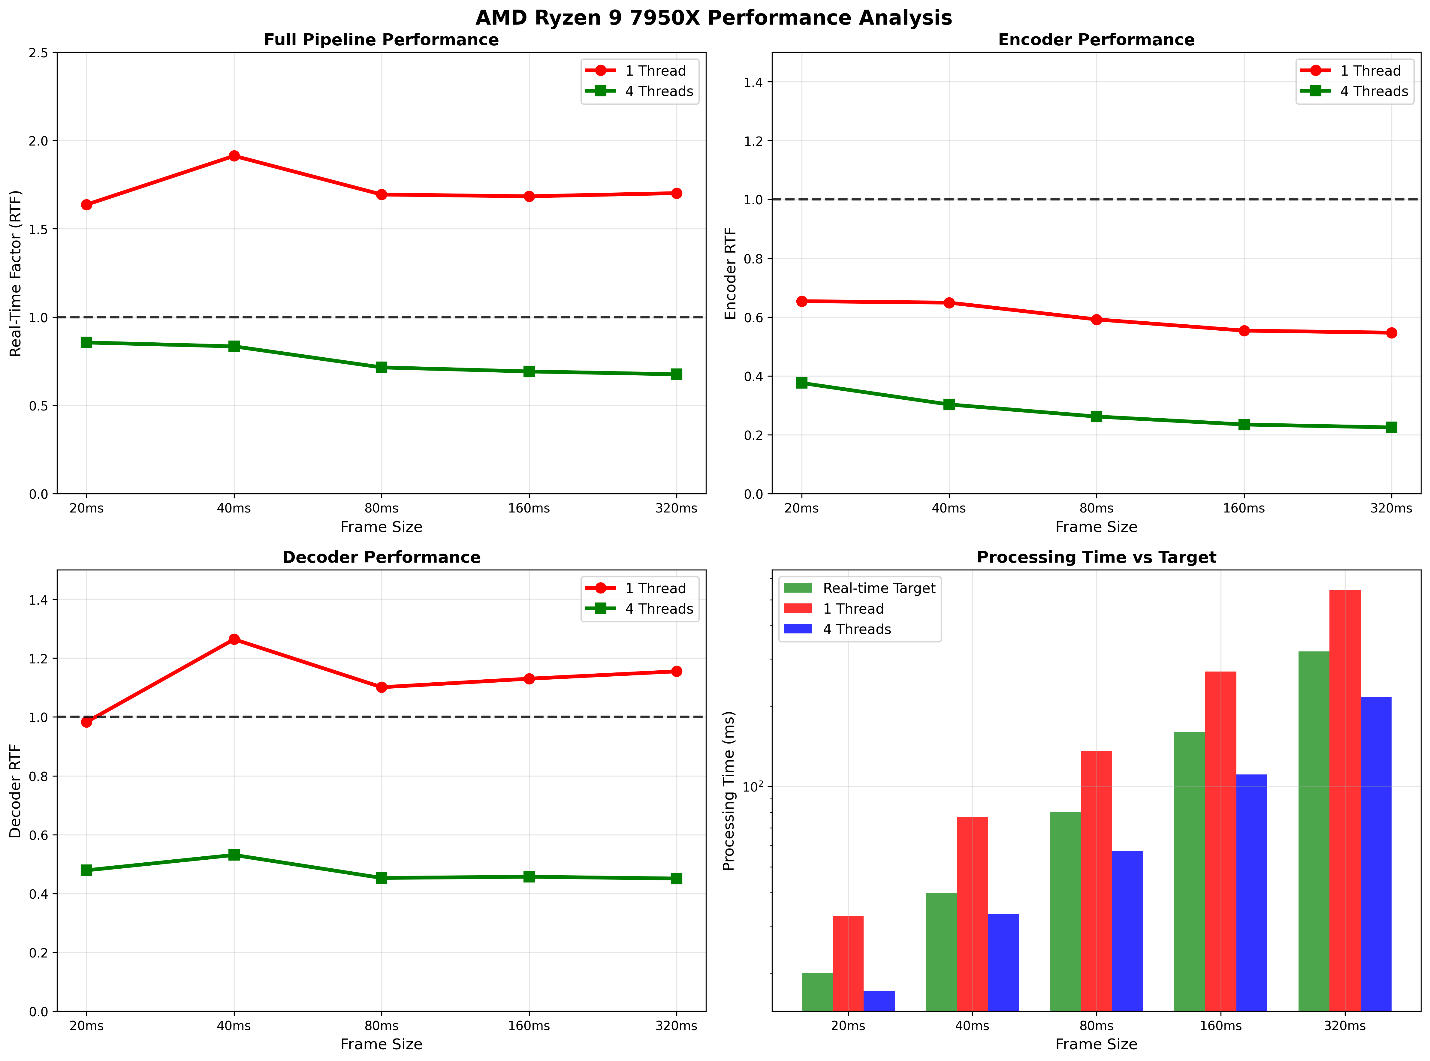 AMD Ryzen 9 7950X Performance Analysis
Full Pipeline Performance
2.5
2.0
1.5
1.0
0.5
0.0
Real-Time Factor (RTF)
1 Thread
4 Threads
20ms 40ms 80ms 160ms 320ms
Frame Size
Encoder Performance
1.4
1.2
1.0
0.8
0.6
0.4
0.2
0.0
Encoder RTF
1 Thread
4 Threads
20ms 40ms 80ms 160ms 320ms
Frame Size
Decoder Performance
1.4
1.2
1.0
0.8
0.6
0.4
0.2
0.0
Decoder RTF
1 Thread
4 Threads
20ms 40ms 80ms 160ms 320ms
Frame Size
Processing Time vs Target
10²
Processing Time (ms)
Real-time Target
1 Thread
4 Threads
20ms 40ms 80ms 160ms 320ms
Frame Size